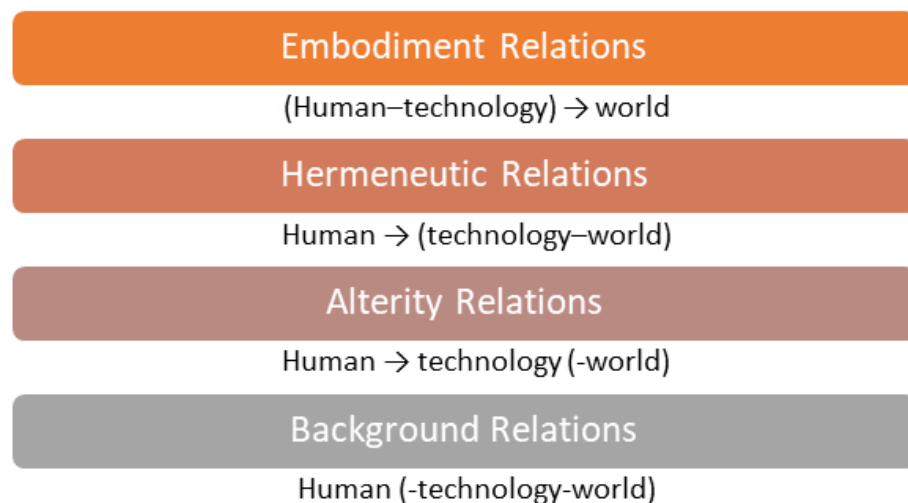 Embodiment Relations
(Human–technology) → world
Hermeneutic Relations
Human → (technology–world)
Alterity Relations
Human → technology (-world)
Background Relations
Human (-technology-world)